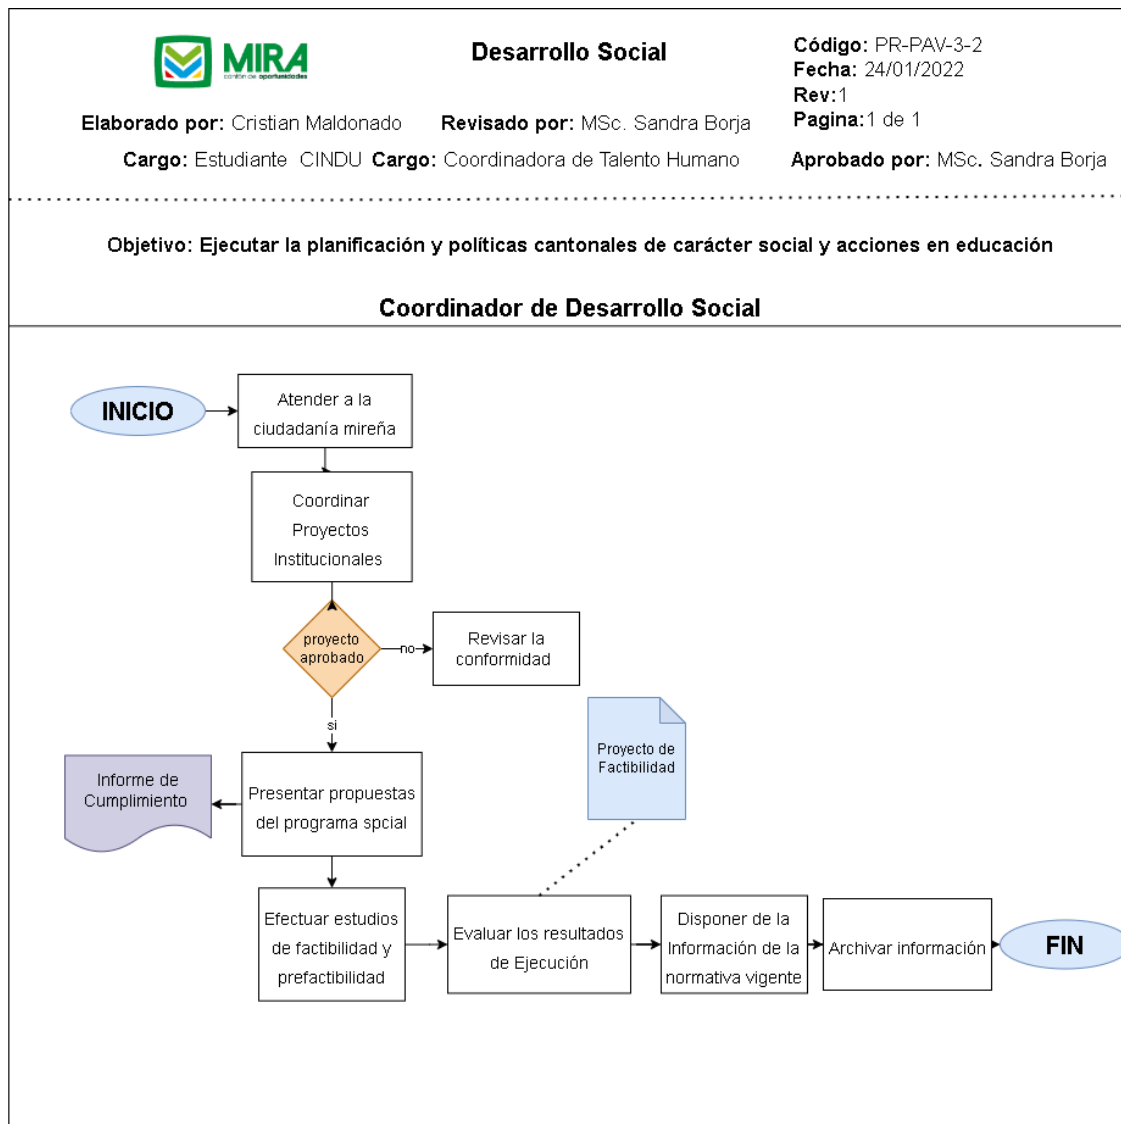 MIRA
cantón de oportunidades
Desarrollo Social
Código: PR-PAV-3-2
Fecha: 24/01/2022
Rev:1
Pagina:1 de 1
Elaborado por: Cristian Maldonado
Revisado por: MSc. Sandra Borja
Cargo: Estudiante CINDU
Cargo: Coordinadora de Talento Humano
Aprobado por: MSc. Sandra Borja
Objetivo: Ejecutar la planificación y políticas cantonales de carácter social y acciones en educación
Coordinador de Desarrollo Social
INICIO
Atender a la
ciudadanía mireña
Coordinar
Proyectos
Institucionales
proyecto
aprobado
no
Revisar la
conformidad
si
Proyecto de
Factibilidad
Informe de
Cumplimiento
Presentar propuestas
del programa spcial
Efectuar estudios
de factibilidad y
prefactibilidad
Evaluar los resultados
de Ejecución
Disponer de la
Información de la
normativa vigente
Archivar información
FIN